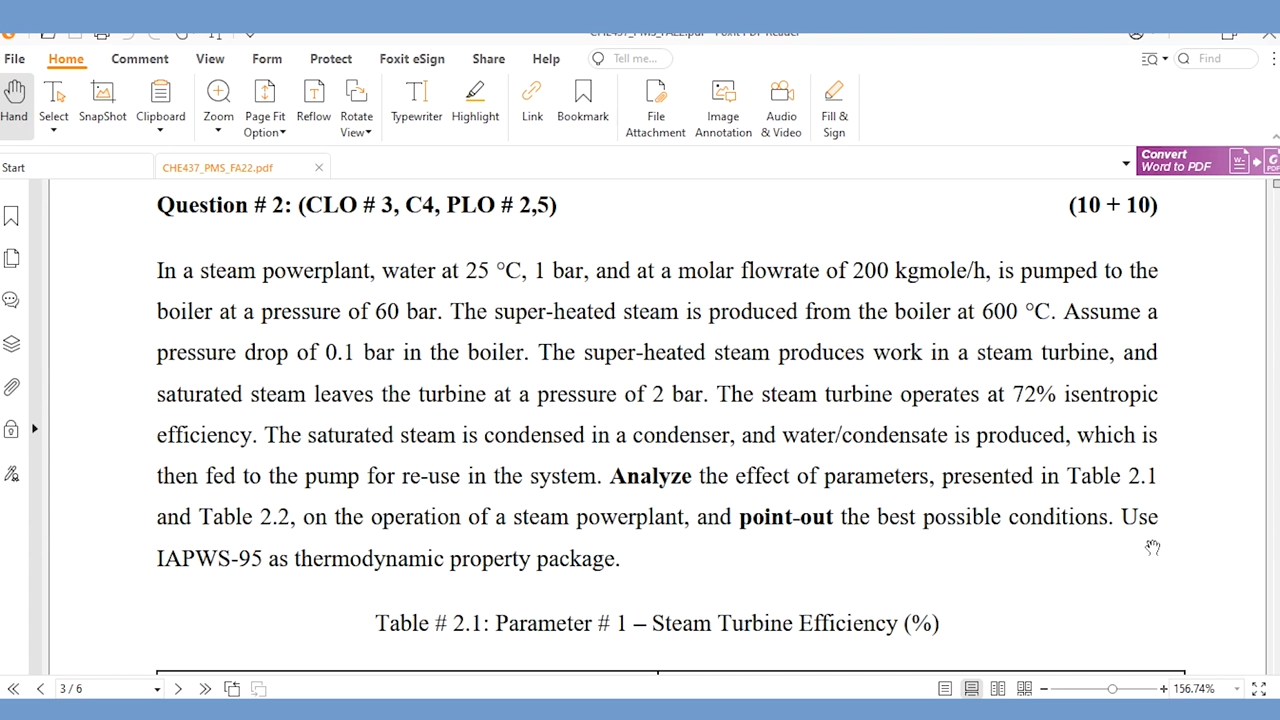 File Home Comment View Form Protect Foxit eSign Share Help Tell me... Find
Hand Select SnapShot Clipboard Zoom Page Fit Option Reflow Rotate View Typewriter Highlight Link Bookmark File Attachment Image Annotation Audio & Video Fill & Sign
Start CHE437_PMS_FA22.pdf
Convert
Word to PDF
Question # 2: (CLO # 3, C4, PLO # 2,5) (10 + 10)
In a steam powerplant, water at 25 °C, 1 bar, and at a molar flowrate of 200 kgmole/h, is pumped to the
boiler at a pressure of 60 bar. The super-heated steam is produced from the boiler at 600 °C. Assume a
pressure drop of 0.1 bar in the boiler. The super-heated steam produces work in a steam turbine, and
saturated steam leaves the turbine at a pressure of 2 bar. The steam turbine operates at 72% isentropic
efficiency. The saturated steam is condensed in a condenser, and water/condensate is produced, which is
then fed to the pump for re-use in the system. Analyze the effect of parameters, presented in Table 2.1
and Table 2.2, on the operation of a steam powerplant, and point-out the best possible conditions. Use
IAPWS-95 as thermodynamic property package.
Table # 2.1: Parameter # 1 – Steam Turbine Efficiency (%)
3 / 6 156.74%